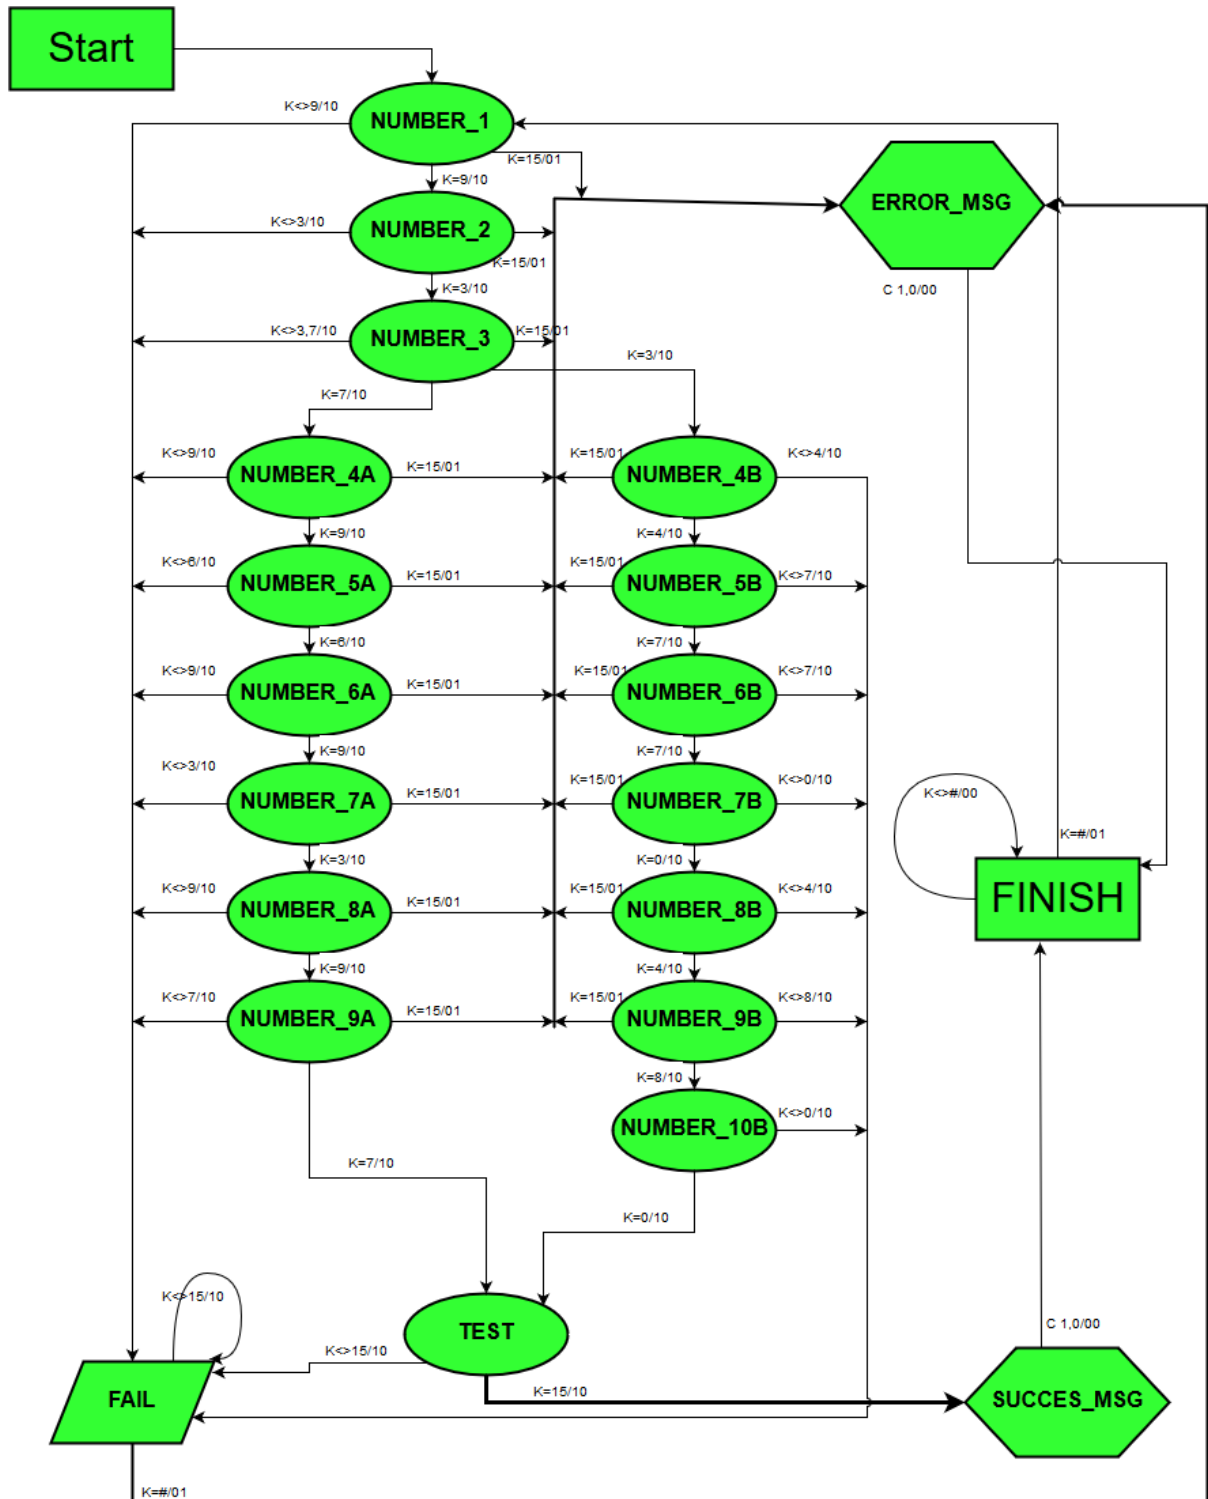 Start
K<>9/10
NUMBER_1
K=15/01
K=9/10
ERROR_MSG
K<>3/10
NUMBER_2
K=15/01
C 1,0/00
K=3/10
K<>3,7/10
NUMBER_3
K=15/01
K=3/10
K=7/10
K<>9/10
NUMBER_4A
K=15/01
K=15/01
NUMBER_4B
K<>4/10
K=9/10
K=4/10
K<>6/10
NUMBER_5A
K=15/01
K=15/01
NUMBER_5B
K<>7/10
K=6/10
K=7/10
K<>9/10
NUMBER_6A
K=15/01
K=15/01
NUMBER_6B
K<>7/10
K=9/10
K=7/10
K<>3/10
NUMBER_7A
K=15/01
K=15/01
NUMBER_7B
K<>0/10
K<>#/00
K=#/01
K=3/10
K=0/10
K<>9/10
NUMBER_8A
K=15/01
K=15/01
NUMBER_8B
K<>4/10
FINISH
K=9/10
K=4/10
K<>7/10
NUMBER_9A
K=15/01
K=15/01
NUMBER_9B
K<>8/10
K=8/10
NUMBER_10B
K<>0/10
K=7/10
K=0/10
K<>15/10
TEST
C 1,0/00
K<>15/10
FAIL
K=15/10
SUCCES_MSG
K=#/01